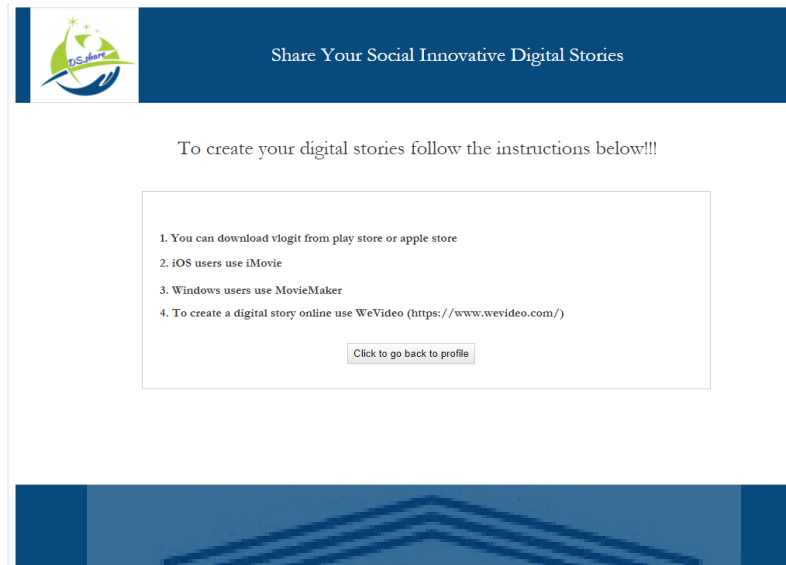 DS_share
Share Your Social Innovative Digital Stories
To create your digital stories follow the instructions below!!!
1. You can download vlogit from play store or apple store
2. iOS users use iMovie
3. Windows users use MovieMaker
4. To create a digital story online use WeVideo (https://www.wevideo.com/)
Click to go back to profile